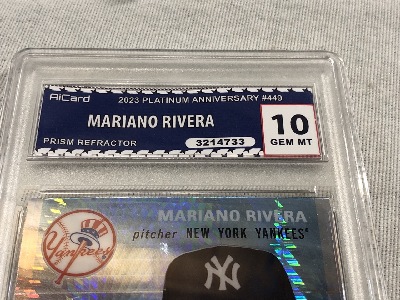 AiCard
2023 PLATINUM ANNIVERSARY #449
MARIANO RIVERA
PRISM REFRACTOR
3214733
10
GEM MT
MARIANO RIVERA
pitcher NEW YORK YANKEES®
Yankees
NY